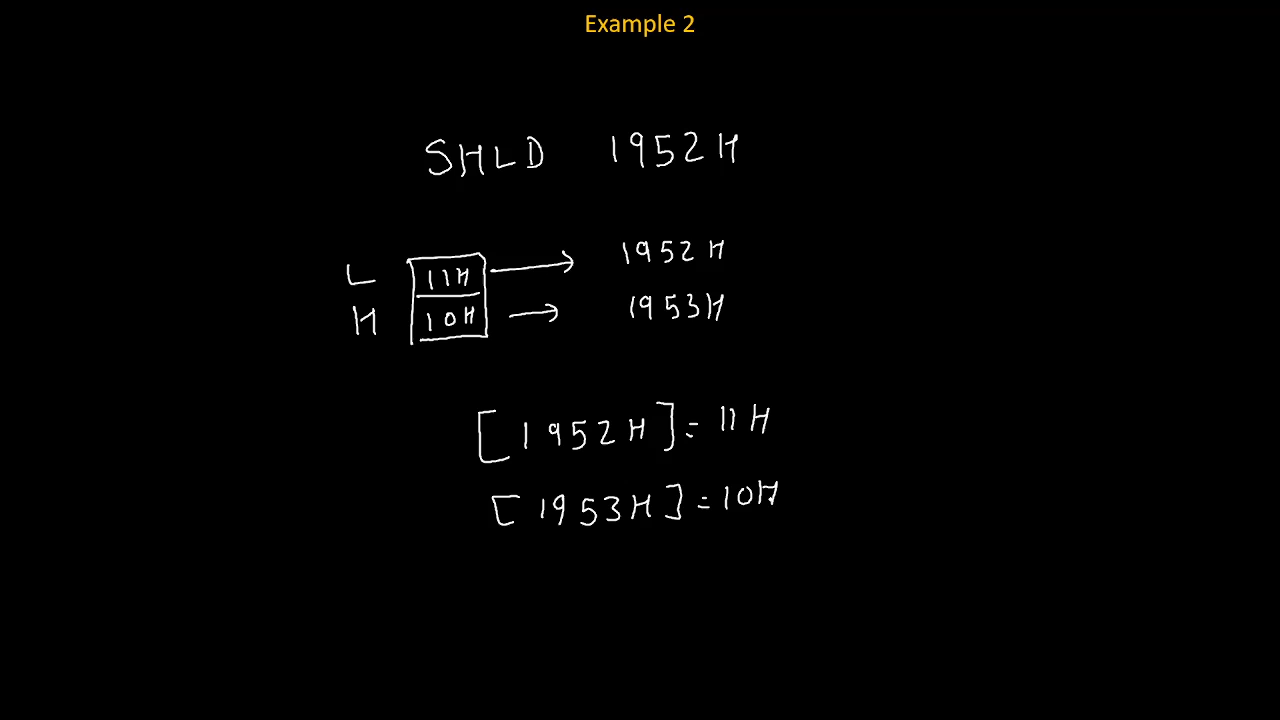 Example 2
SHLD 1952H
L 11H → 1952H
H 10H → 1953H
[1952H] = 11H
[1953H] = 10H